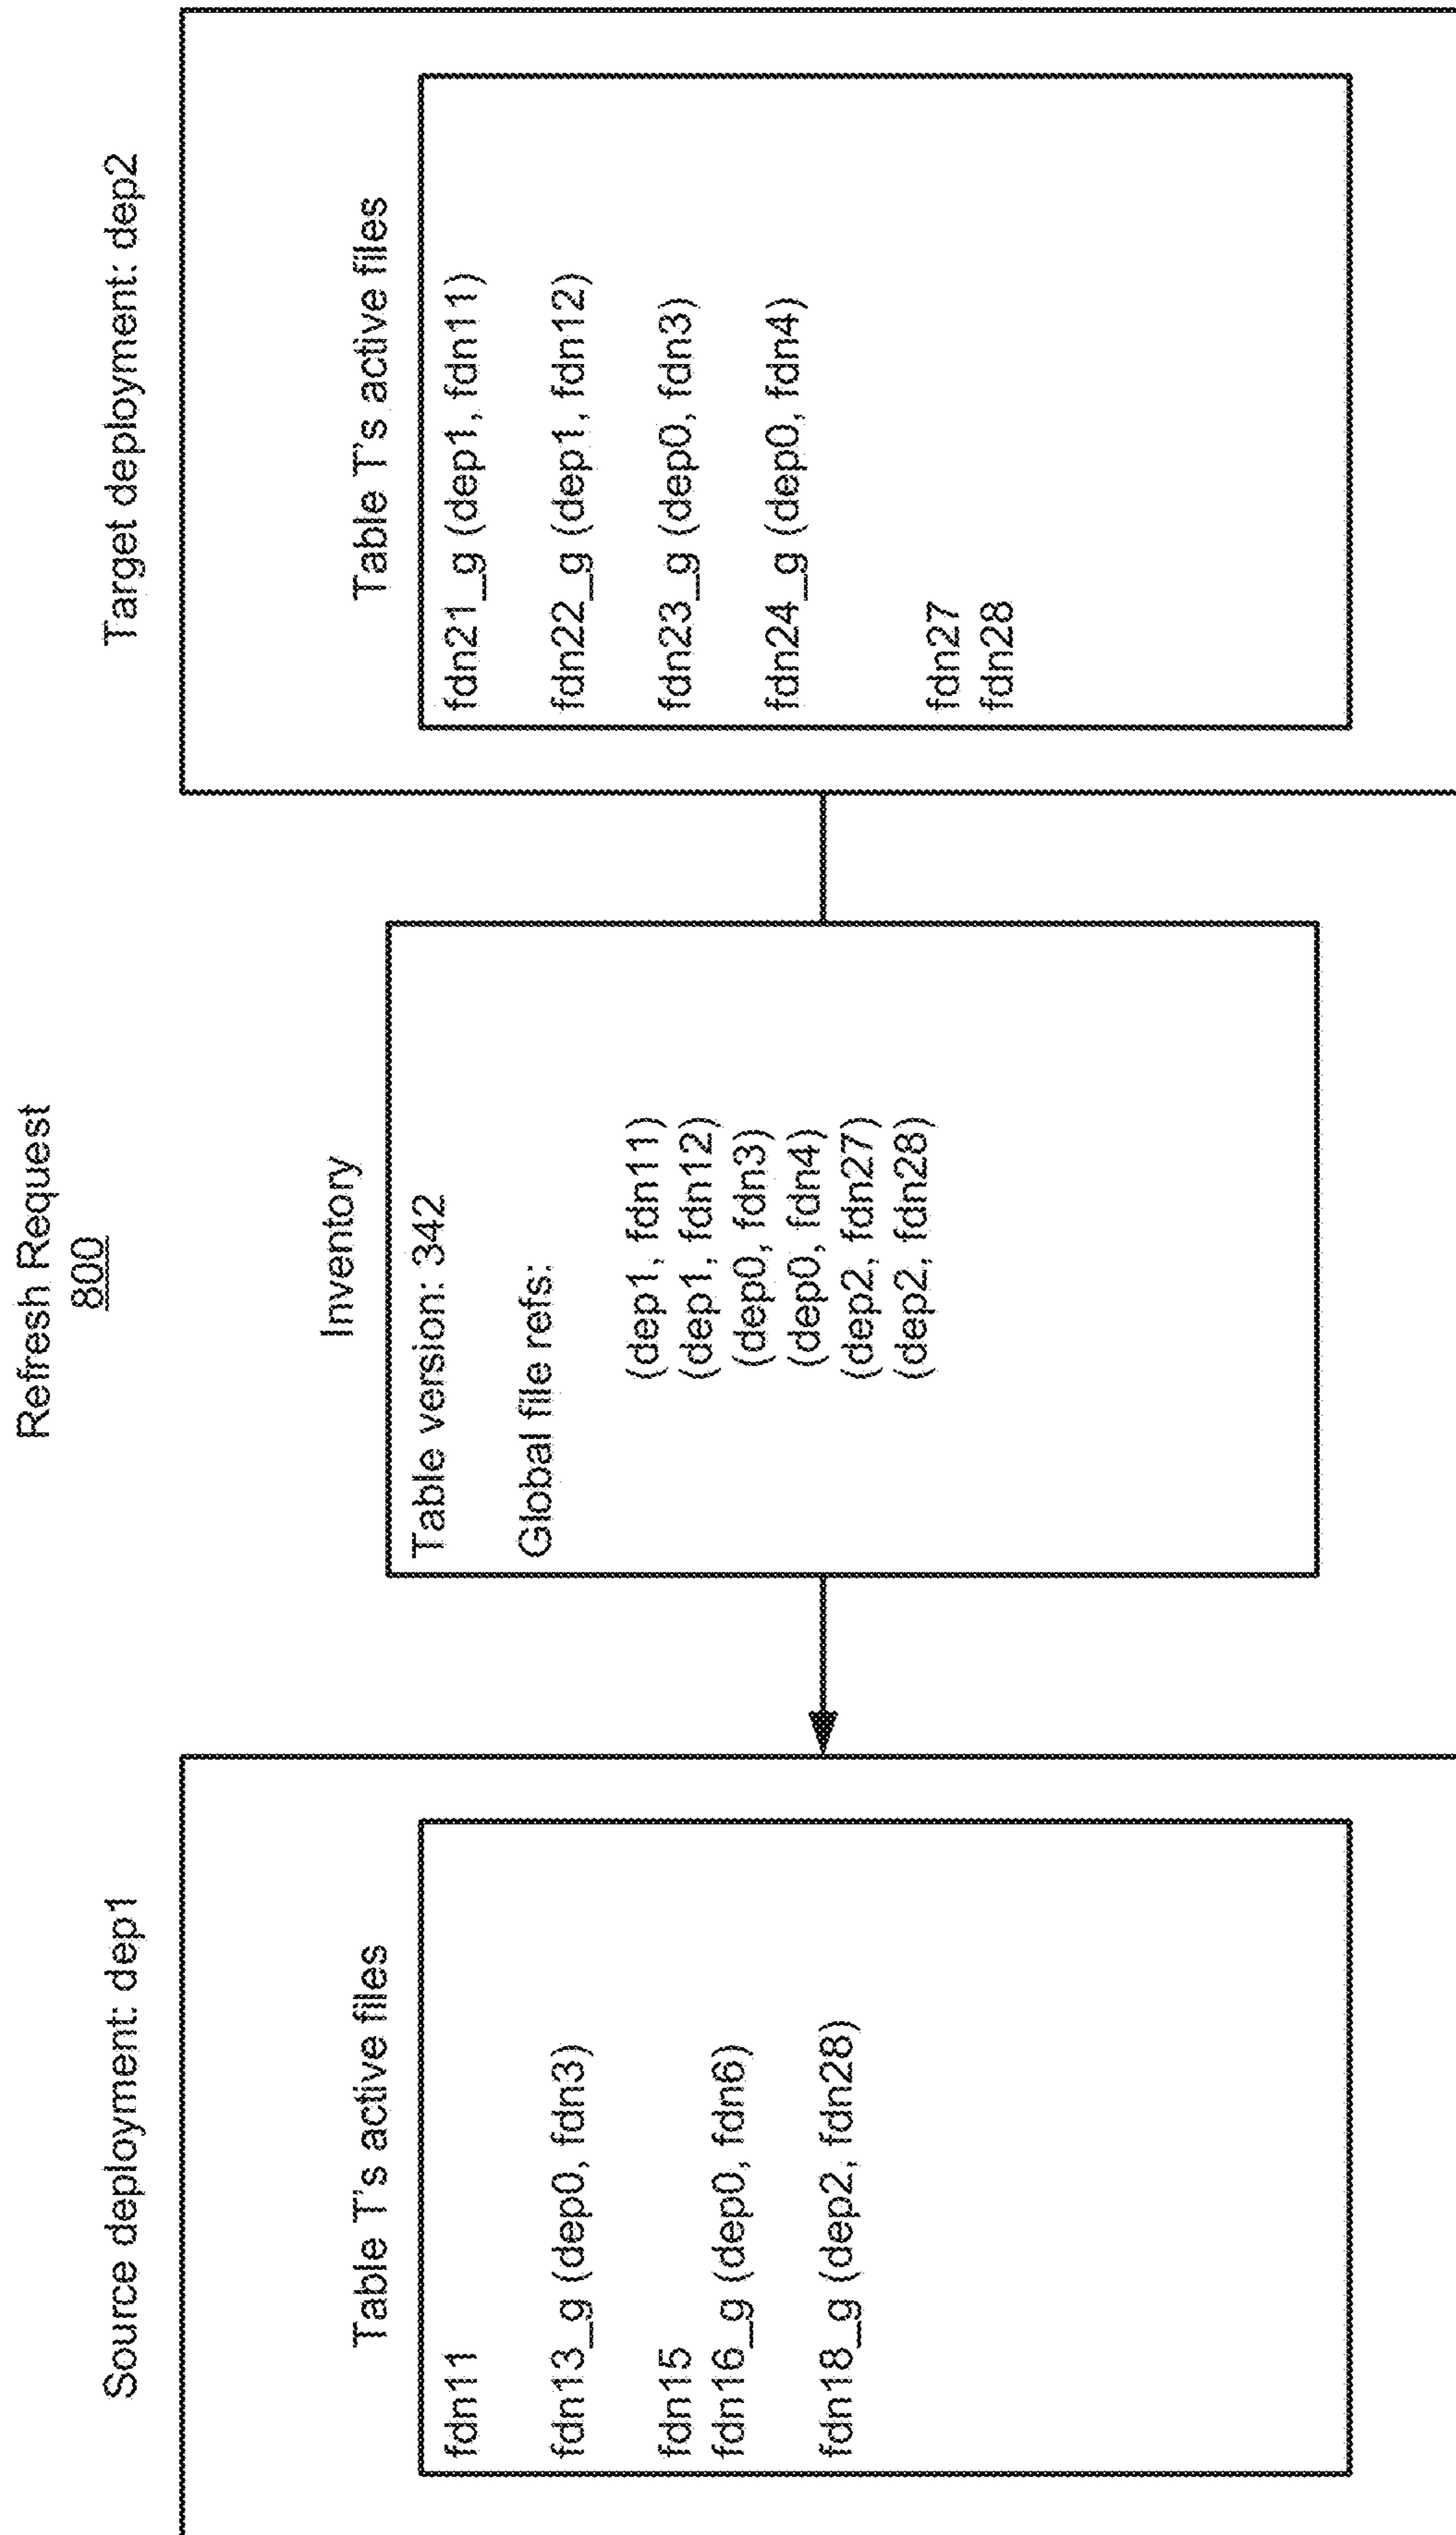 Refresh Request
800
Source deployment: dep1
Table T's active files
fdn11
fdn13_g (dep0, fdn3)
fdn15
fdn16_g (dep0, fdn6)
fdn18_g (dep2, fdn28)
Inventory
Table version: 342
Global file refs:
(dep1, fdn11)
(dep1, fdn12)
(dep0, fdn3)
(dep0, fdn4)
(dep2, fdn27)
(dep2, fdn28)
Target deployment: dep2
Table T's active files
fdn21_g (dep1, fdn11)
fdn22_g (dep1, fdn12)
fdn23_g (dep0, fdn3)
fdn24_g (dep0, fdn4)
fdn27
fdn28